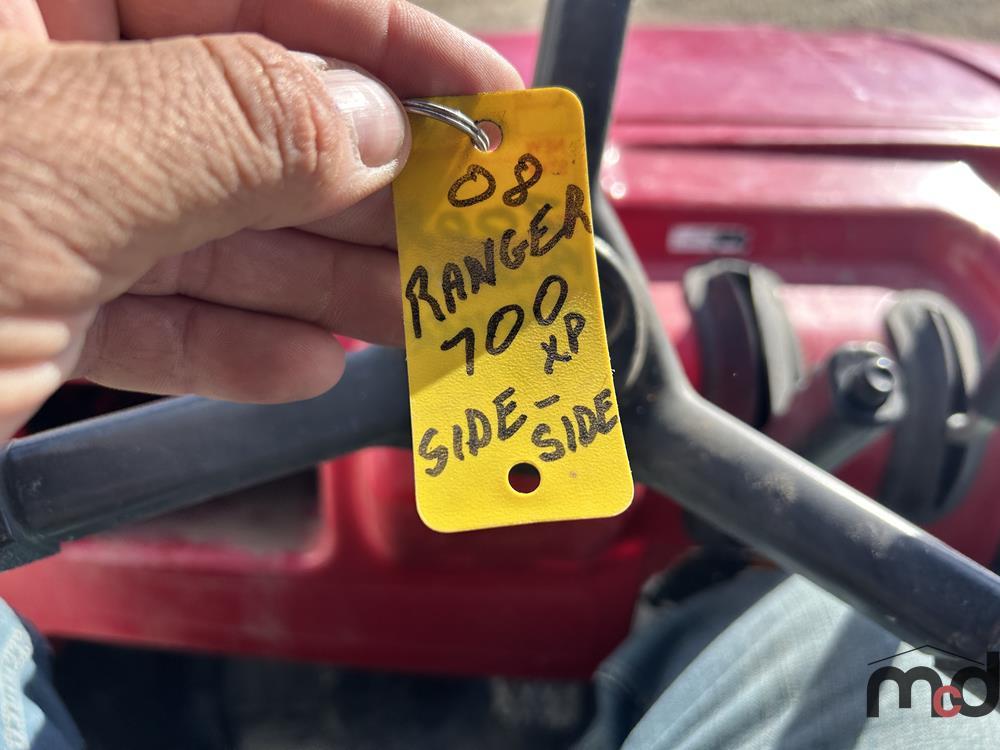 08
RANGER
700
XP
SIDE-
SIDE
mcd